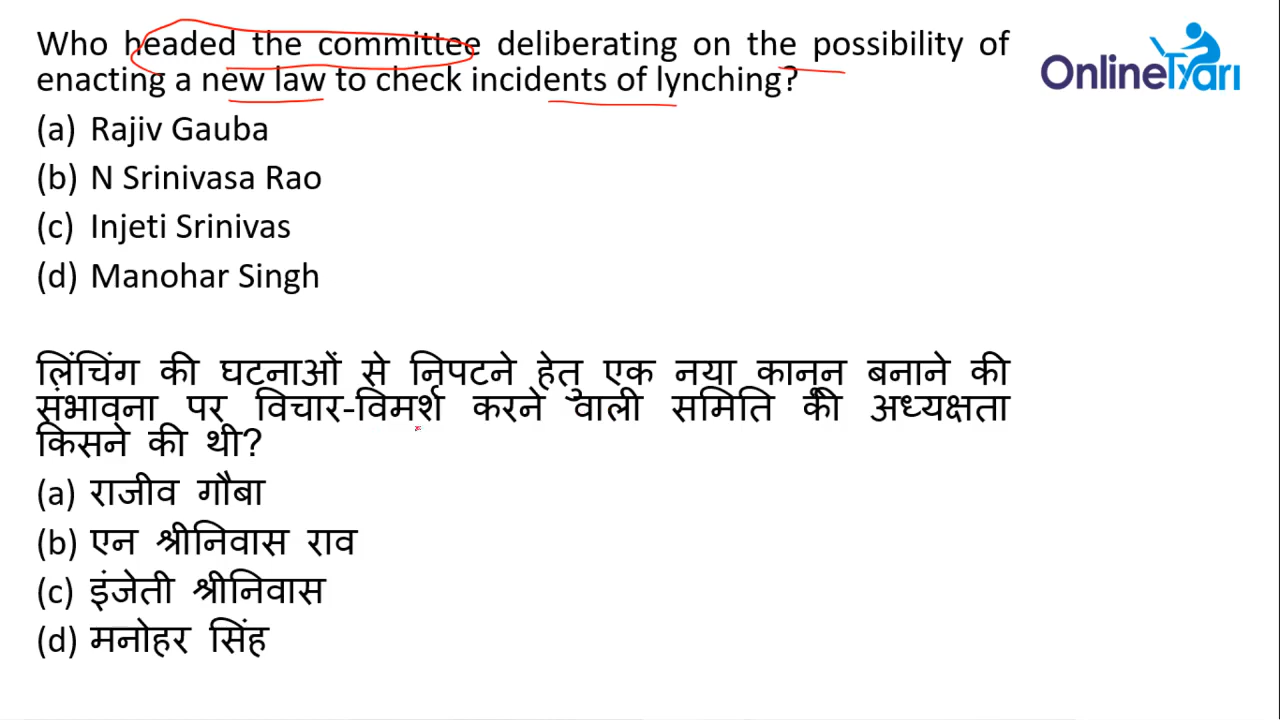 Who headed the committee deliberating on the possibility of
enacting a new law to check incidents of lynching?
OnlineTyari
(a) Rajiv Gauba
(b) N Srinivasa Rao
(c) Injeti Srinivas
(d) Manohar Singh
लिंचिंग की घटनाओं से निपटने हेतु एक नया कानून बनाने की
संभावना पर विचार-विमर्श करने वाली समिति की अध्यक्षता
किसने की थी?
(a) राजीव गौबा
(b) एन श्रीनिवास राव
(c) इंजेती श्रीनिवास
(d) मनोहर सिंह